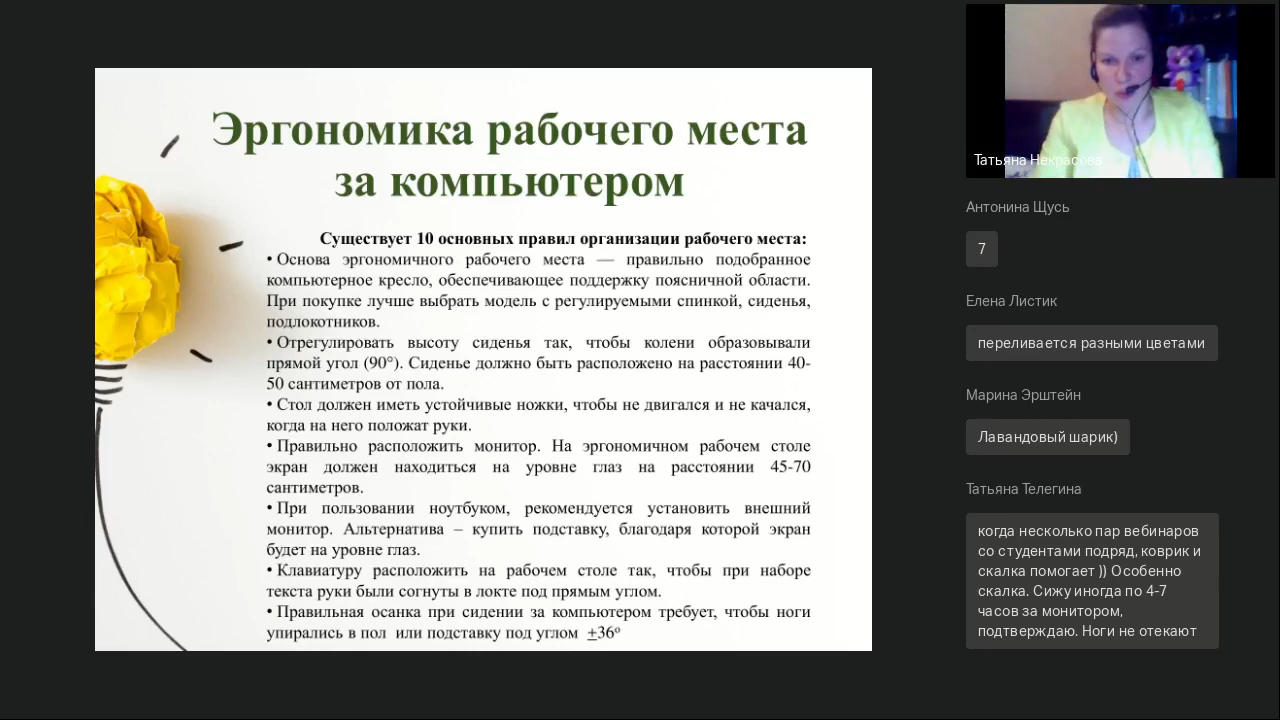 Эргономика рабочего места
за компьютером
Существует 10 основных правил организации рабочего места:
• Основа эргономичного рабочего места — правильно подобранное
компьютерное кресло, обеспечивающее поддержку поясничной области.
При покупке лучше выбрать модель с регулируемыми спинкой, сиденья,
подлокотников.
• Отрегулировать высоту сиденья так, чтобы колени образовывали
прямой угол (90°). Сиденье должно быть расположено на расстоянии 40-
50 сантиметров от пола.
• Стол должен иметь устойчивые ножки, чтобы не двигался и не качался,
когда на него положат руки.
• Правильно расположить монитор. На эргономичном рабочем столе
экран должен находиться на уровне глаз на расстоянии 45-70
сантиметров.
• При пользовании ноутбуком, рекомендуется установить внешний
монитор. Альтернатива – купить подставку, благодаря которой экран
будет на уровне глаз.
• Клавиатуру расположить на рабочем столе так, чтобы при наборе
текста руки были согнуты в локте под прямым углом.
• Правильная осанка при сидении за компьютером требует, чтобы ноги
упирались в пол или подставку под углом +36º
Татьяна Некрасова
Антонина Щусь
7
Елена Листик
переливается разными цветами
Марина Эрштейн
Лавандовый шарик)
Татьяна Телегина
когда несколько пар вебинаров
со студентами подряд, коврик и
скалка помогает )) Особенно
скалка. Сижу иногда по 4-7
часов за монитором,
подтверждаю. Ноги не отекают